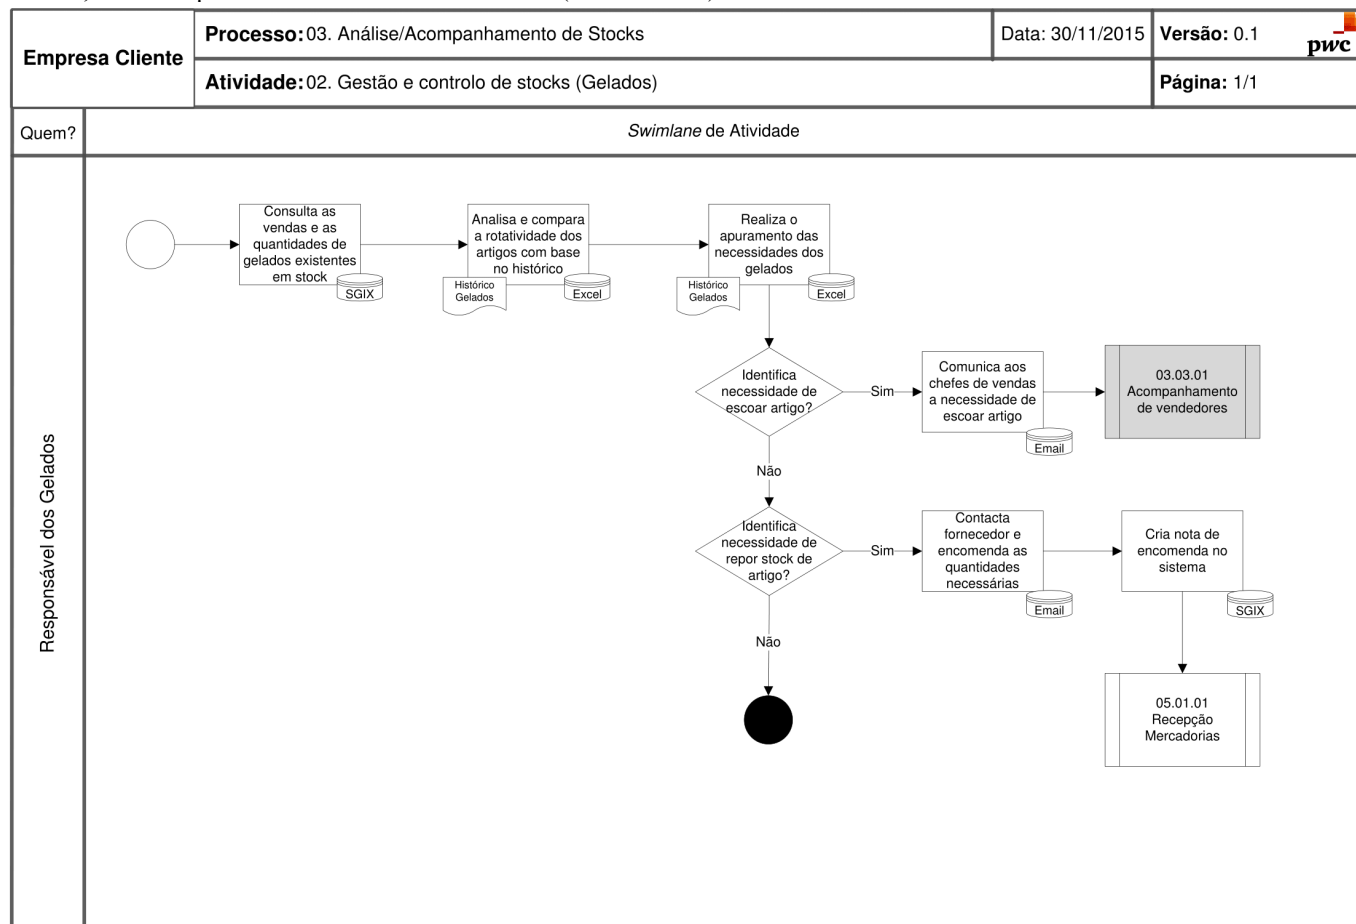 Empresa Cliente
Processo: 03. Análise/Acompanhamento de Stocks
Data: 30/11/2015
Versão: 0.1
pwc
Atividade: 02. Gestão e controlo de stocks (Gelados)
Página: 1/1
Quem?
Swimlane de Atividade
Responsável dos Gelados
Consulta as
vendas e as
quantidades de
gelados existentes
em stock
SGIX
Analisa e compara
a rotatividade dos
artigos com base
no histórico
Histórico
Gelados
Excel
Realiza o
apuramento das
necessidades dos
gelados
Histórico
Gelados
Excel
Identifica
necessidade de
escoar artigo?
Sim
Comunica aos
chefes de vendas
a necessidade de
escoar artigo
Email
03.03.01
Acompanhamento
de vendedores
Não
Identifica
necessidade de
repor stock de
artigo?
Sim
Contacta
fornecedor e
encomenda as
quantidades
necessárias
Email
Cria nota de
encomenda no
sistema
SGIX
Não
05.01.01
Recepção
Mercadorias